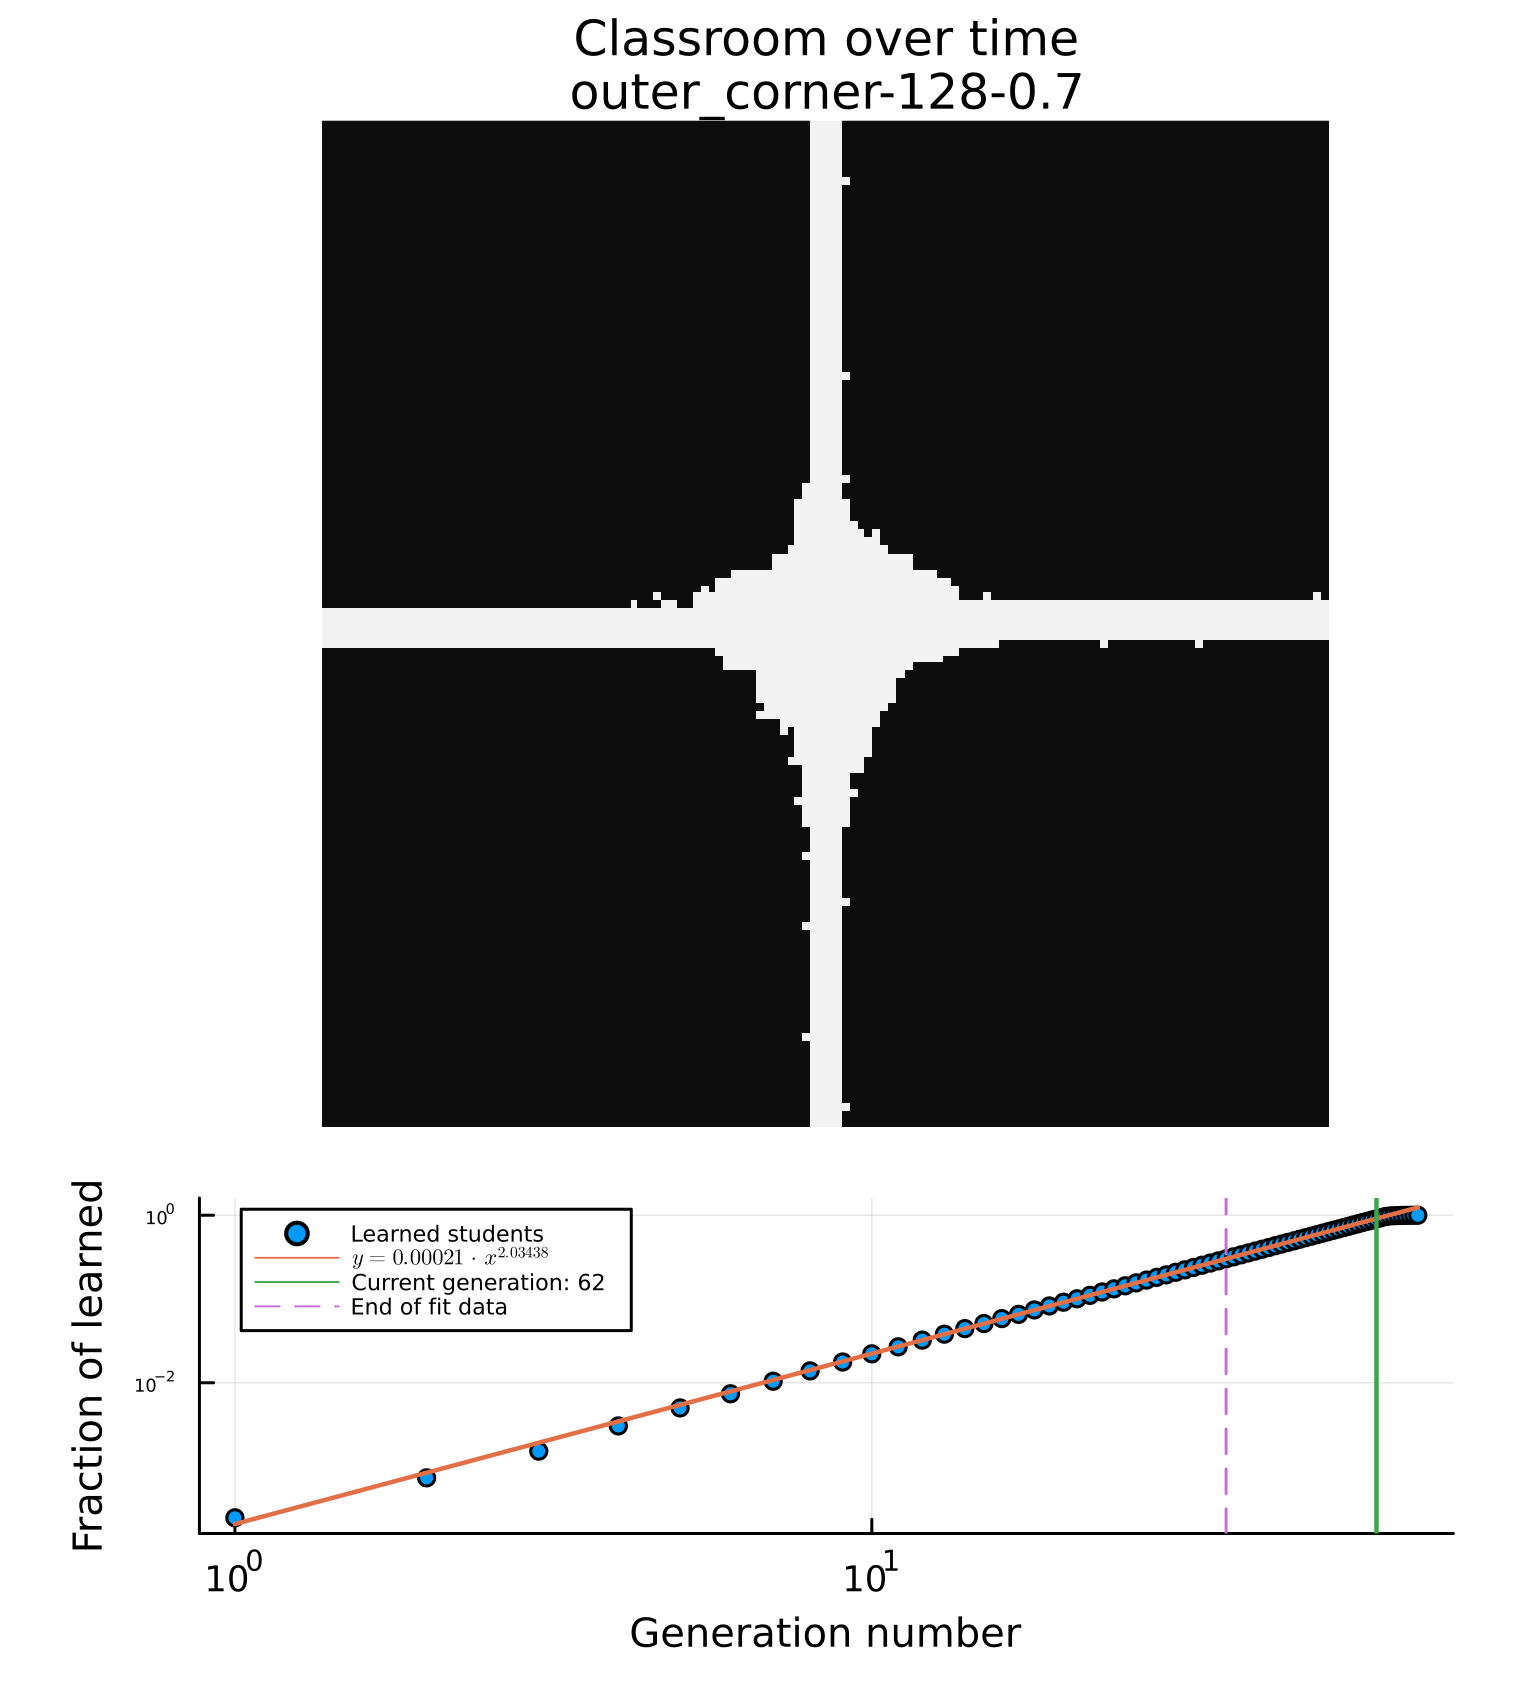 Classroom over time
outer_corner-128-0.7
Fraction of learned
10^0
10^-2
Learned students
y = 0.00021 · x^2.03438
Current generation: 62
End of fit data
10^0
10^1
Generation number